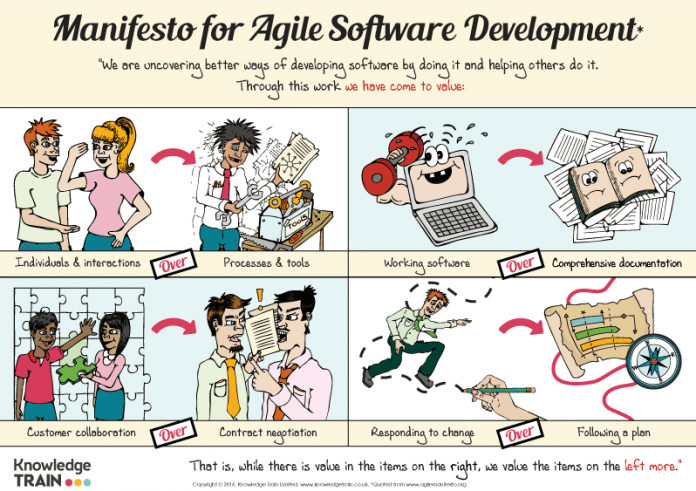 Manifesto for Agile Software Development*
"We are uncovering better ways of developing software by doing it and helping others do it.
Through this work we have come to value:
Tools
Individuals & interactions
Over
Processes & tools
Working software
Over
Comprehensive documentation
!
Customer collaboration
Over
Contract negotiation
Responding to change
Over
Following a plan
Knowledge
TRAIN
That is, while there is value in the items on the right, we value the items on the left more."
Copyright © 2016 Knowledge Train Limited, www.knowledgetrain.co.uk, *Quoted from www.agilemanifesto.org